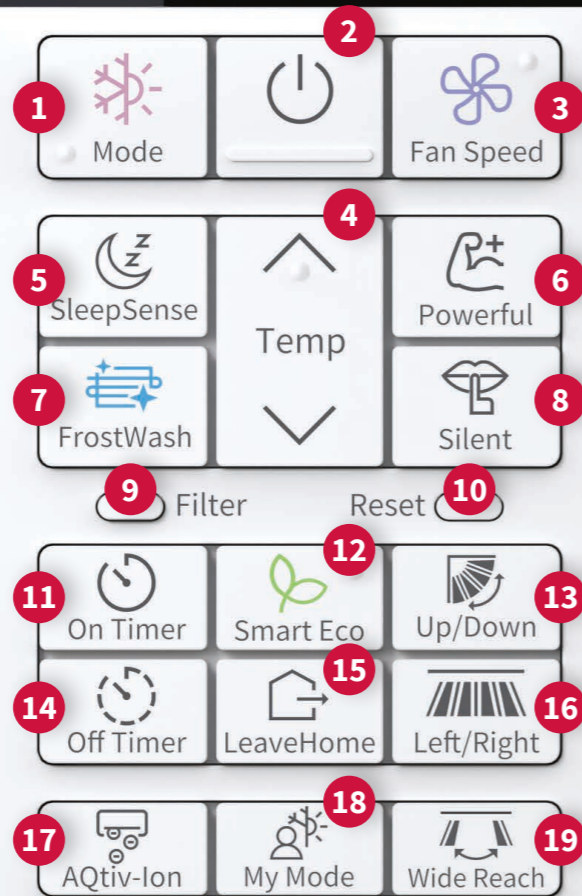 2
1
3
Mode
Fan Speed
4
z
z
5
6
SleepSense
Powerful
Temp
7
8
FrostWash
Silent
9 Filter
Reset 10
12
11
13
On Timer
Smart Eco
Up/Down
15
14
16
Off Timer
LeaveHome
Left/Right
18
17
19
AQtiv-Ion
My Mode
Wide Reach